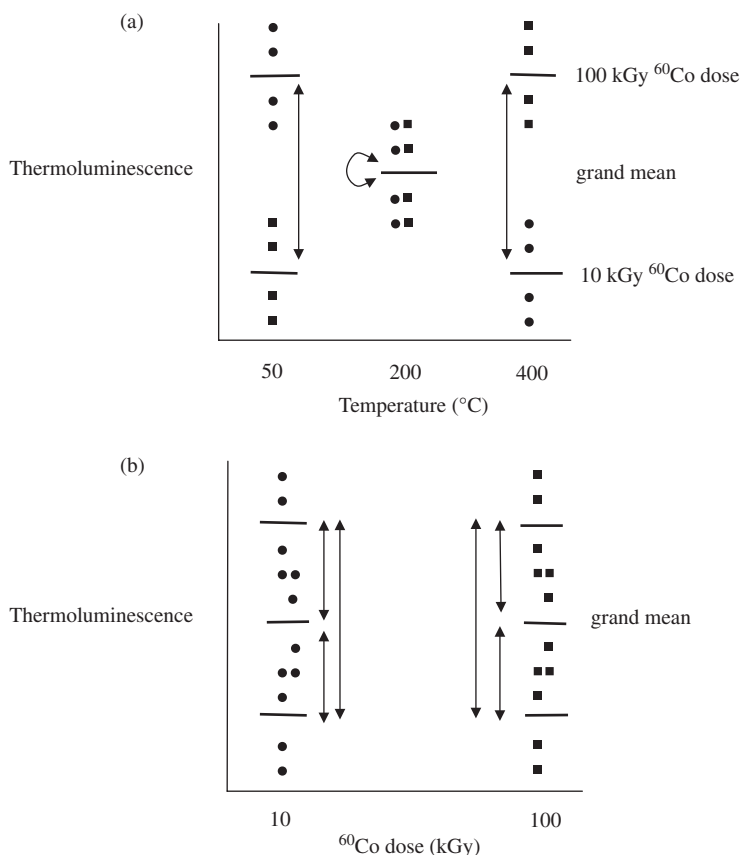 (a)
100 kGy ⁶⁰Co dose
Thermoluminescence
grand mean
10 kGy ⁶⁰Co dose
50 200 400
Temperature (°C)
(b)
Thermoluminescence
grand mean
10 100
⁶⁰Co dose (kGy)